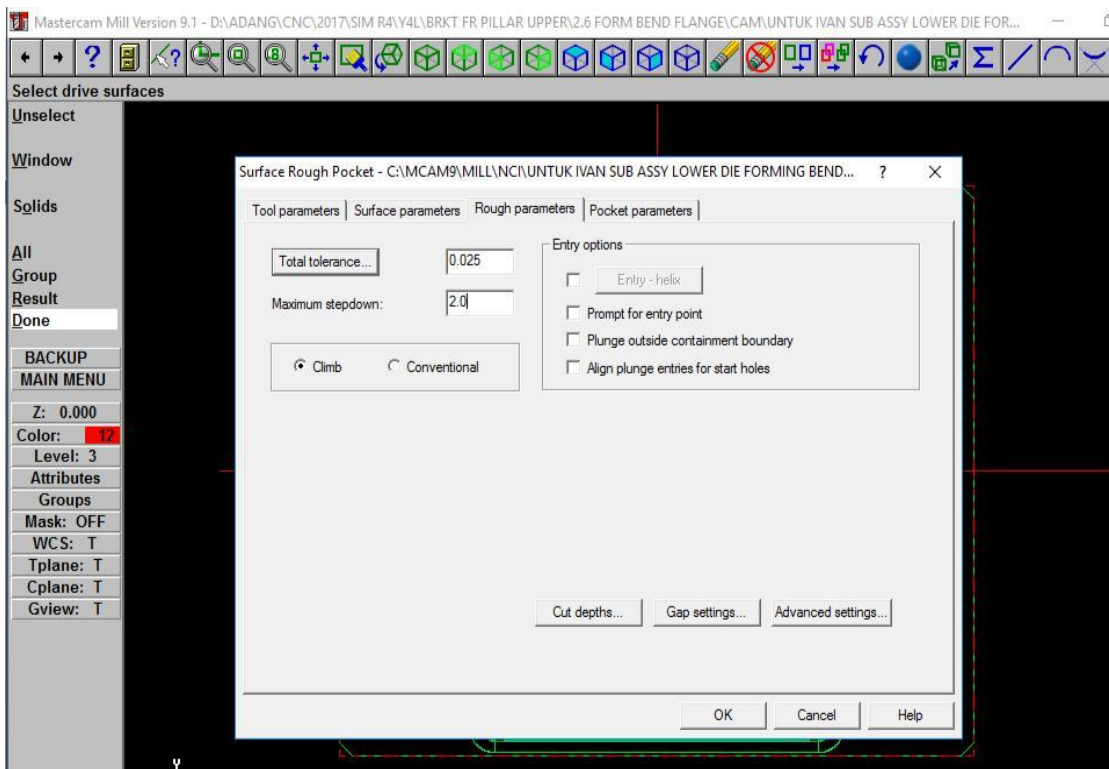 Mastercam Mill Version 9.1 - D:\ADANG\CNC\2017\SIM R4\Y4L\BRKT FR PILLAR UPPER\2.6 FORM BEND FLANGE\CAM\UNTUK IVAN SUB ASSY LOWER DIE FOR...
Select drive surfaces
Unselect
Window
Solids
All
Group
Result
Done
BACKUP
MAIN MENU
Z: 0.000
Color: 12
Level: 3
Attributes
Groups
Mask: OFF
WCS: T
Tplane: T
Cplane: T
Gview: T
Surface Rough Pocket - C:\MCAM9\MILL\NCI\UNTUK IVAN SUB ASSY LOWER DIE FORMING BEND... ?
Tool parameters Surface parameters Rough parameters Pocket parameters
Total tolerance... 0.025
Maximum stepdown: 2.0
Climb Conventional
Entry options
Entry - helix
Prompt for entry point
Plunge outside containment boundary
Align plunge entries for start holes
Cut depths... Gap settings... Advanced settings...
OK Cancel Help
Y